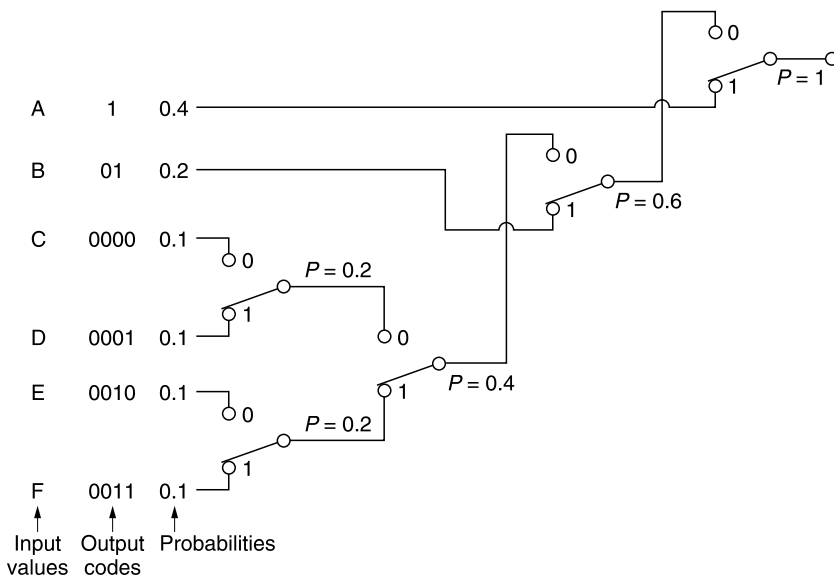 0
1
P = 1
A 1 0.4
0
B 01 0.2
1
P = 0.6
C 0000 0.1
0
P = 0.2
1
D 0001 0.1
0
P = 0.4
E 0010 0.1
1
0
P = 0.2
1
F 0011 0.1
Input values
Output codes
Probabilities